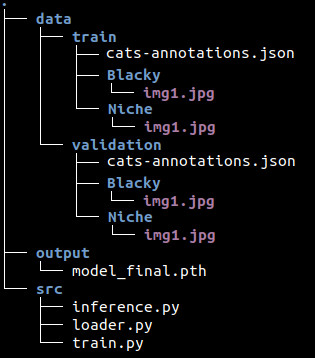 .
data
train
cats-annotations.json
Blacky
img1.jpg
Niche
img1.jpg
validation
cats-annotations.json
Blacky
img1.jpg
Niche
img1.jpg
output
model_final.pth
src
inference.py
loader.py
train.py